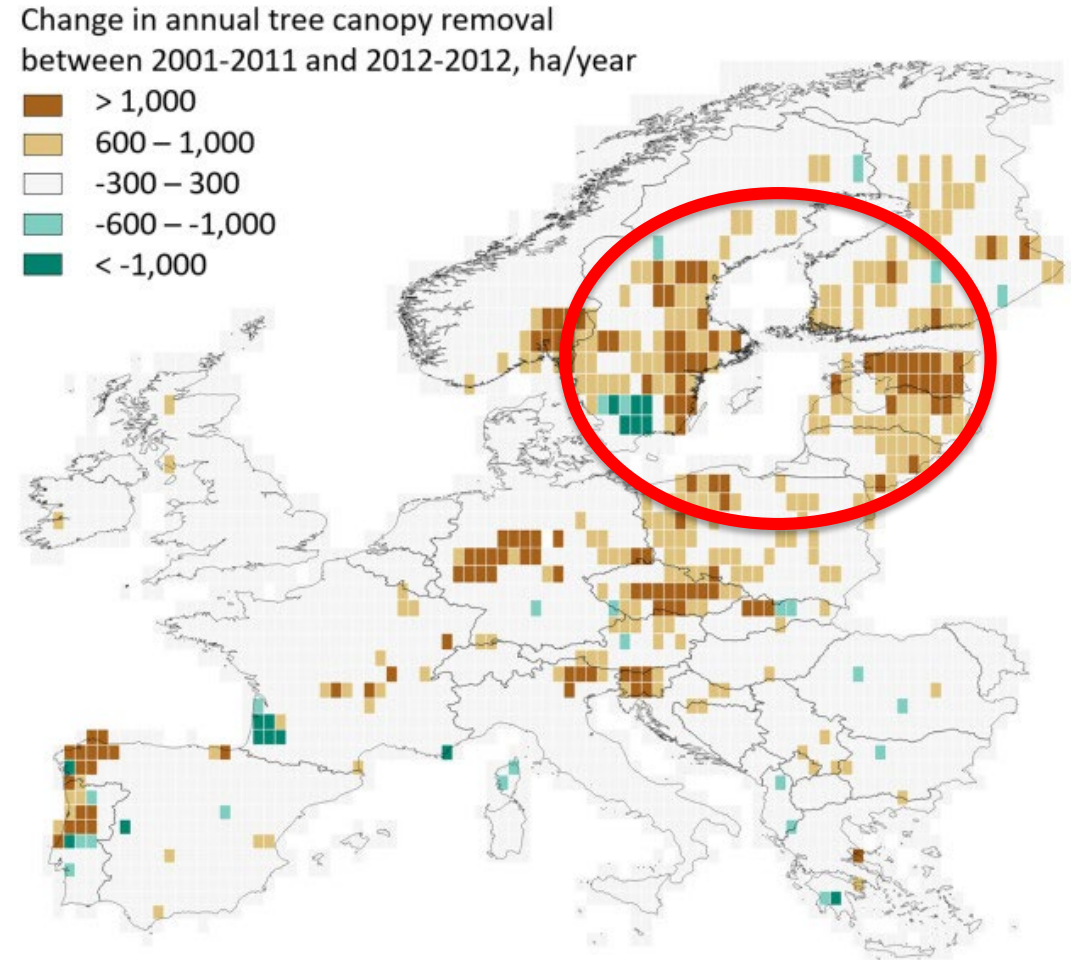 Change in annual tree canopy removal
between 2001-2011 and 2012-2012, ha/year
> 1,000
600 – 1,000
-300 – 300
-600 – -1,000
< -1,000